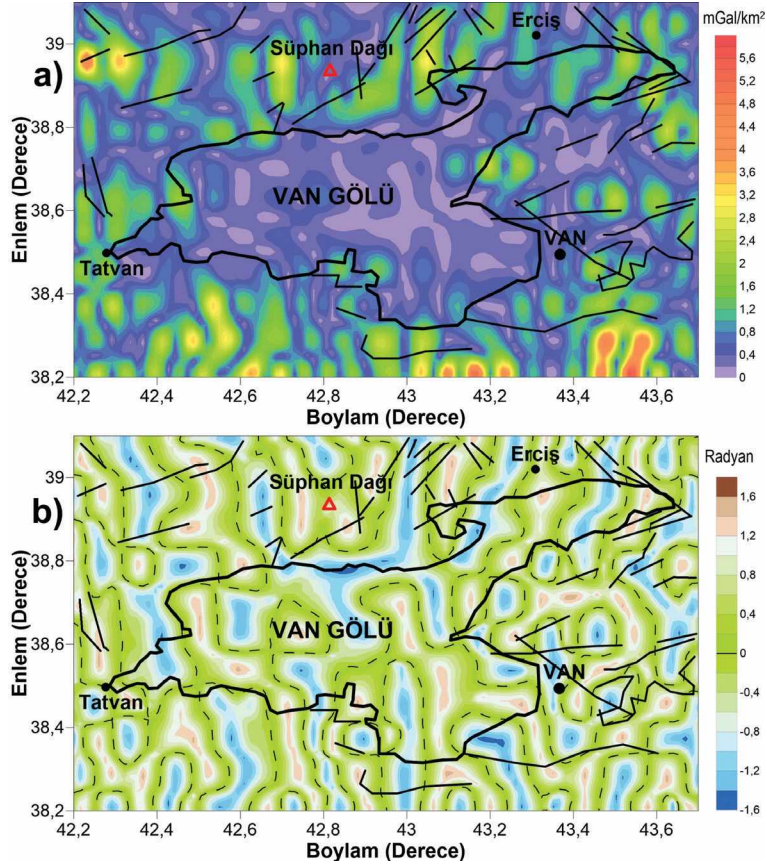 a)
mGal/km²
39
38,8
38,6
38,4
38,2
Enlem (Derece)
Erciş
Süphan Dağı
VAN GÖLÜ
VAN
Tatvan
5,6
5,2
4,8
4,4
4
3,6
3,2
2,8
2,4
2
1,6
1,2
0,8
0,4
0
42,2
42,4
42,6
42,8
43
43,2
43,4
43,6
Boylam (Derece)
b)
Radyan
39
38,8
38,6
38,4
38,2
Enlem (Derece)
Erciş
Süphan Dağı
VAN GÖLÜ
VAN
Tatvan
1,6
1,2
0,8
0,4
0
-0,4
-0,8
-1,2
-1,6
42,2
42,4
42,6
42,8
43
43,2
43,4
43,6
Boylam (Derece)